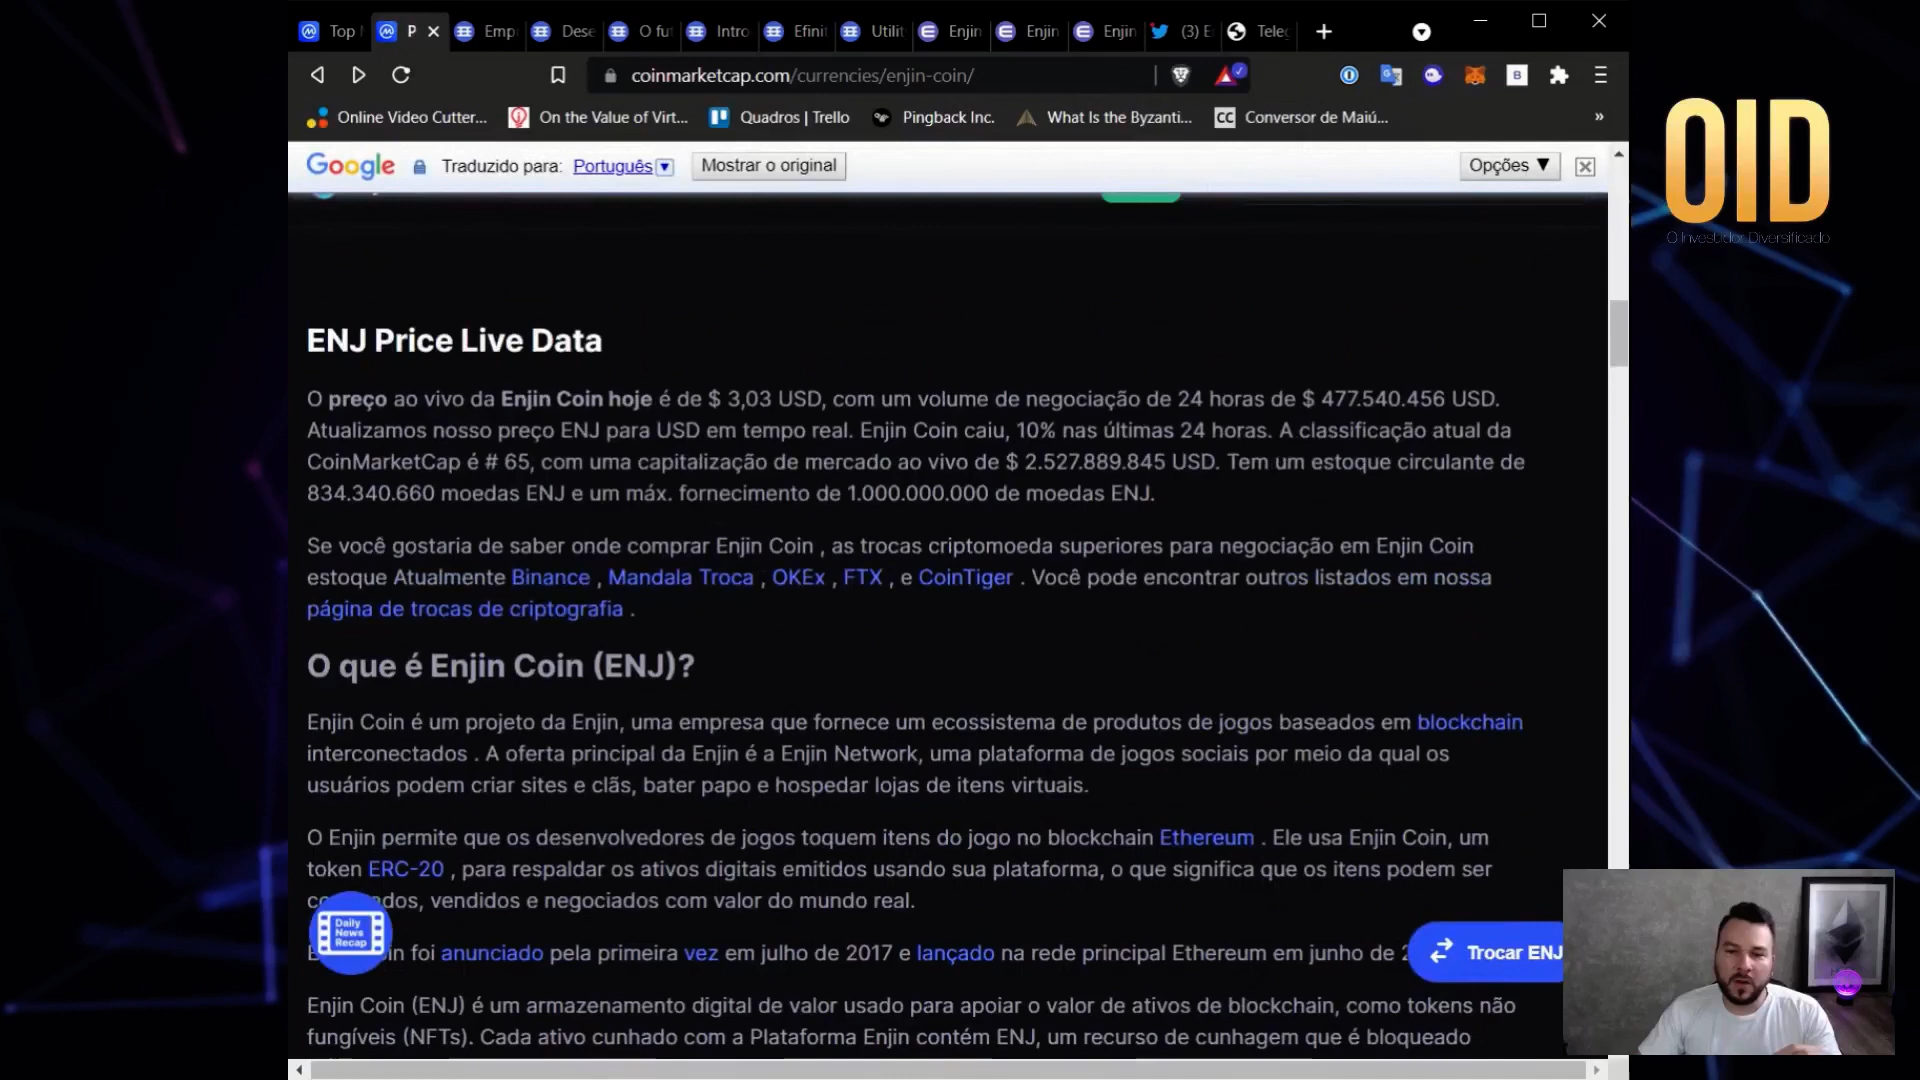 Top
P
Emp
Dese
O fu
Intro
Efini
Utilit
Enjin
Enjin
Enjin
(3) E
Teleg
coinmarketcap.com/currencies/enjin-coin/
B
Online Video Cutter...
On the Value of Virt...
Quadros | Trello
Pingback Inc.
What Is the Byzanti...
CC Conversor de Maiú...
»
OID
O Investidor Diversificado
Google
Traduzido para: Português
Mostrar o original
Opções ▼
ENJ Price Live Data
O preço ao vivo da Enjin Coin hoje é de $ 3,03 USD, com um volume de negociação de 24 horas de $ 477.540.456 USD.
Atualizamos nosso preço ENJ para USD em tempo real. Enjin Coin caiu, 10% nas últimas 24 horas. A classificação atual da
CoinMarketCap é # 65, com uma capitalização de mercado ao vivo de $ 2.527.889.845 USD. Tem um estoque circulante de
834.340.660 moedas ENJ e um máx. fornecimento de 1.000.000.000 de moedas ENJ.
Se você gostaria de saber onde comprar Enjin Coin , as trocas criptomoeda superiores para negociação em Enjin Coin
estoque Atualmente Binance , Mandala Troca , OKEx , FTX , e CoinTiger . Você pode encontrar outros listados em nossa
página de trocas de criptografia .
O que é Enjin Coin (ENJ)?
Enjin Coin é um projeto da Enjin, uma empresa que fornece um ecossistema de produtos de jogos baseados em blockchain
interconectados . A oferta principal da Enjin é a Enjin Network, uma plataforma de jogos sociais por meio da qual os
usuários podem criar sites e clãs, bater papo e hospedar lojas de itens virtuais.
O Enjin permite que os desenvolvedores de jogos toquem itens do jogo no blockchain Ethereum . Ele usa Enjin Coin, um
token ERC-20 , para respaldar os ativos digitais emitidos usando sua plataforma, o que significa que os itens podem ser
ados, vendidos e negociados com valor do mundo real.
Daily
News
Recap
in foi anunciado pela primeira vez em julho de 2017 e lançado na rede principal Ethereum em junho de 2
Trocar ENJ
Enjin Coin (ENJ) é um armazenamento digital de valor usado para apoiar o valor de ativos de blockchain, como tokens não
fungíveis (NFTs). Cada ativo cunhado com a Plataforma Enjin contém ENJ, um recurso de cunhagem que é bloqueado